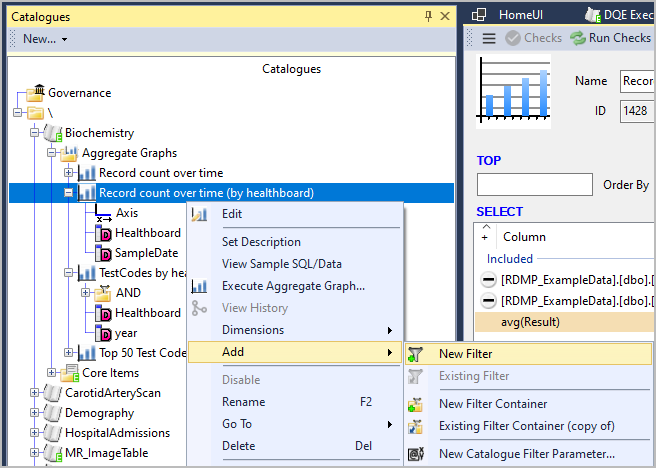 Catalogues
New...
Catalogues
Governance
\
Biochemistry
Aggregate Graphs
Record count over time
Record count over time (by healthboard)
Axis
Healthboard
SampleDate
TestCodes by hea
AND
Healthboard
year
Top 50 Test Code
Core Items
CarotidArteryScan
Demography
HospitalAdmissions
MR_ImageTable
Edit
Set Description
View Sample SQL/Data
Execute Aggregate Graph...
View History
Dimensions
Add
Disable
Rename F2
Go To
Delete Del
New Filter
Existing Filter
New Filter Container
Existing Filter Container (copy of)
New Catalogue Filter Parameter...
HomeUI DQE Exec
Checks Run Checks
Name Recor
ID 1428
TOP
Order By
SELECT
+ Column
Included
[RDMP_ExampleData].[dbo].[
[RDMP_ExampleData].[dbo].[
avg(Result)